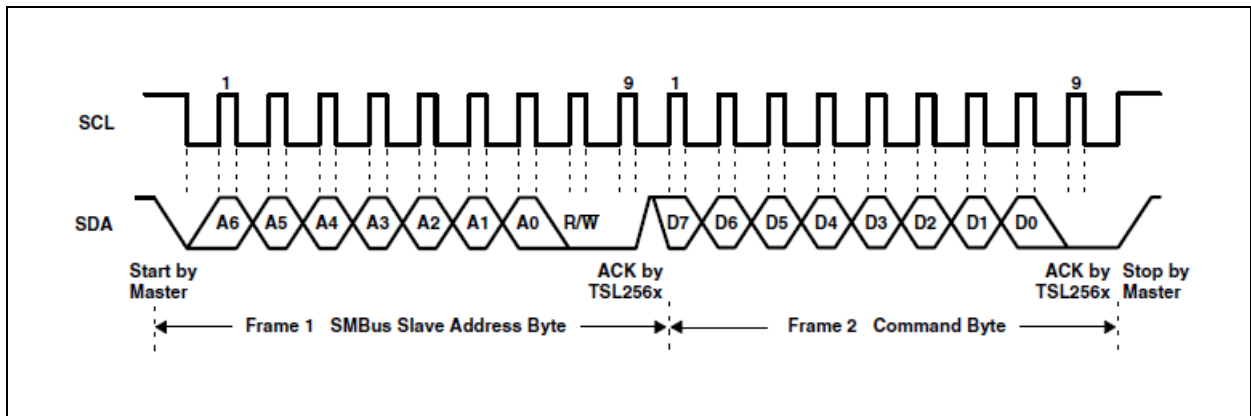 1 9 1 9
SCL
SDA A6 A5 A4 A3 A2 A1 A0 R/W D7 D6 D5 D4 D3 D2 D1 D0
Start by Master
ACK by TSL256x
ACK by TSL256x
Stop by Master
Frame 1 SMBus Slave Address Byte
Frame 2 Command Byte